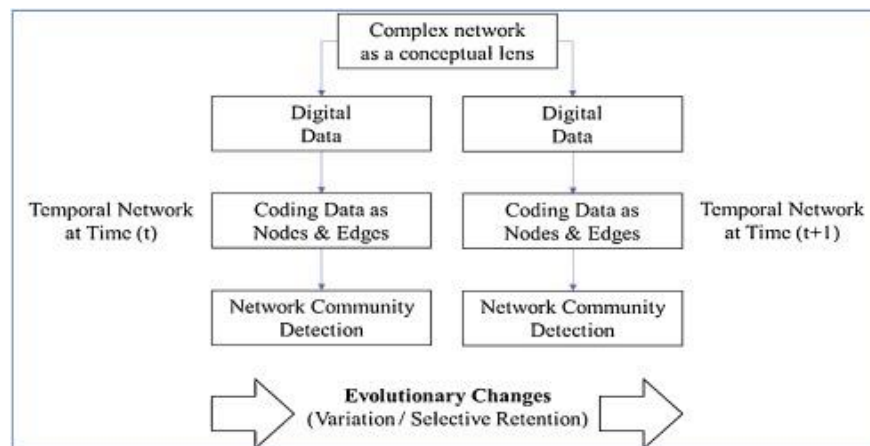 Complex network
as a conceptual lens
Digital
Data
Digital
Data
Temporal Network
at Time (t)
Coding Data as
Nodes & Edges
Coding Data as
Nodes & Edges
Temporal Network
at Time (t+1)
Network Community
Detection
Network Community
Detection
Evolutionary Changes
(Variation / Selective Retention)